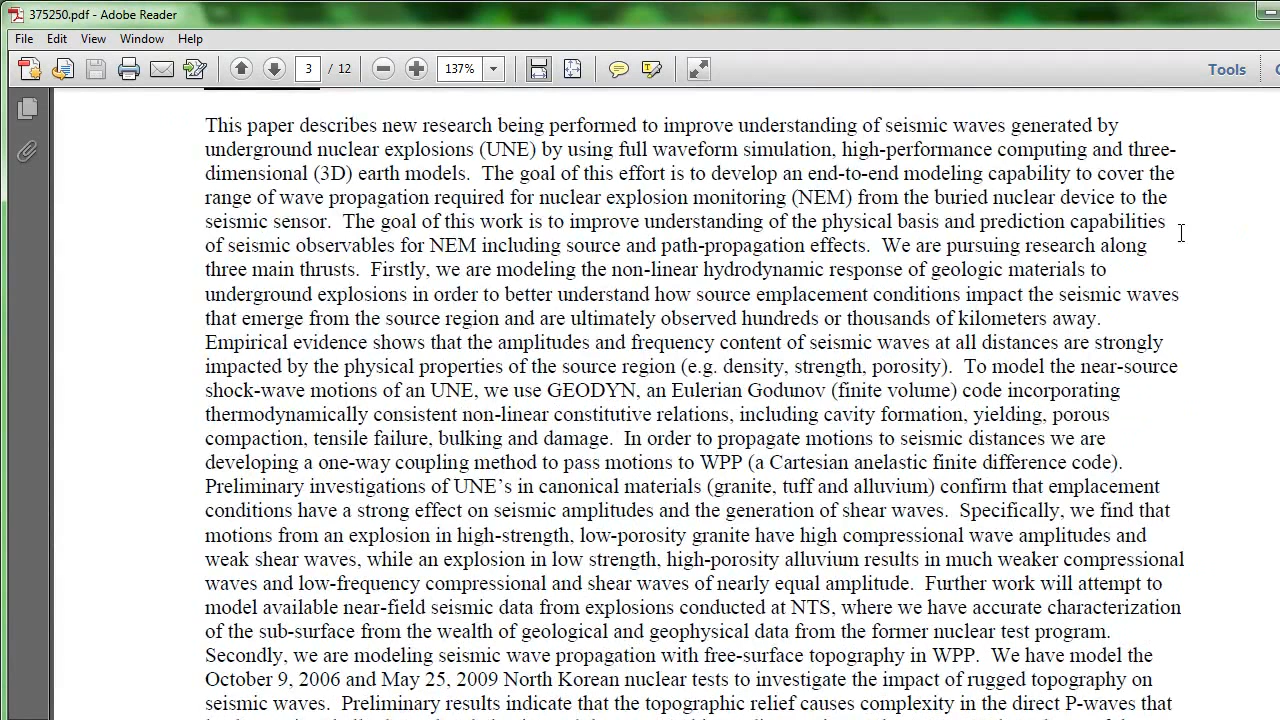 375250.pdf - Adobe Reader
File Edit View Window Help
3 / 12 137% Tools
This paper describes new research being performed to improve understanding of seismic waves generated by
underground nuclear explosions (UNE) by using full waveform simulation, high-performance computing and three-
dimensional (3D) earth models. The goal of this effort is to develop an end-to-end modeling capability to cover the
range of wave propagation required for nuclear explosion monitoring (NEM) from the buried nuclear device to the
seismic sensor. The goal of this work is to improve understanding of the physical basis and prediction capabilities
of seismic observables for NEM including source and path-propagation effects. We are pursuing research along
three main thrusts. Firstly, we are modeling the non-linear hydrodynamic response of geologic materials to
underground explosions in order to better understand how source emplacement conditions impact the seismic waves
that emerge from the source region and are ultimately observed hundreds or thousands of kilometers away.
Empirical evidence shows that the amplitudes and frequency content of seismic waves at all distances are strongly
impacted by the physical properties of the source region (e.g. density, strength, porosity). To model the near-source
shock-wave motions of an UNE, we use GEODYN, an Eulerian Godunov (finite volume) code incorporating
thermodynamically consistent non-linear constitutive relations, including cavity formation, yielding, porous
compaction, tensile failure, bulking and damage. In order to propagate motions to seismic distances we are
developing a one-way coupling method to pass motions to WPP (a Cartesian anelastic finite difference code).
Preliminary investigations of UNE’s in canonical materials (granite, tuff and alluvium) confirm that emplacement
conditions have a strong effect on seismic amplitudes and the generation of shear waves. Specifically, we find that
motions from an explosion in high-strength, low-porosity granite have high compressional wave amplitudes and
weak shear waves, while an explosion in low strength, high-porosity alluvium results in much weaker compressional
waves and low-frequency compressional and shear waves of nearly equal amplitude. Further work will attempt to
model available near-field seismic data from explosions conducted at NTS, where we have accurate characterization
of the sub-surface from the wealth of geological and geophysical data from the former nuclear test program.
Secondly, we are modeling seismic wave propagation with free-surface topography in WPP. We have model the
October 9, 2006 and May 25, 2009 North Korean nuclear tests to investigate the impact of rugged topography on
seismic waves. Preliminary results indicate that the topographic relief causes complexity in the direct P-waves that